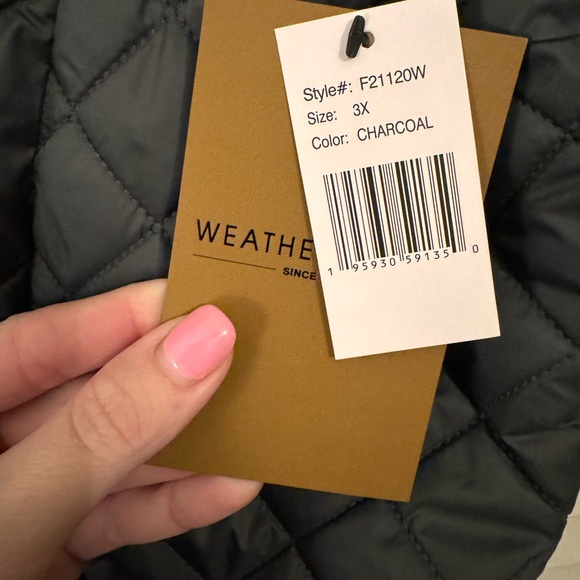 Style#: F21120W
Size: 3X
Color: CHARCOAL
1 95930 59135 0
WEATHE
SINCE